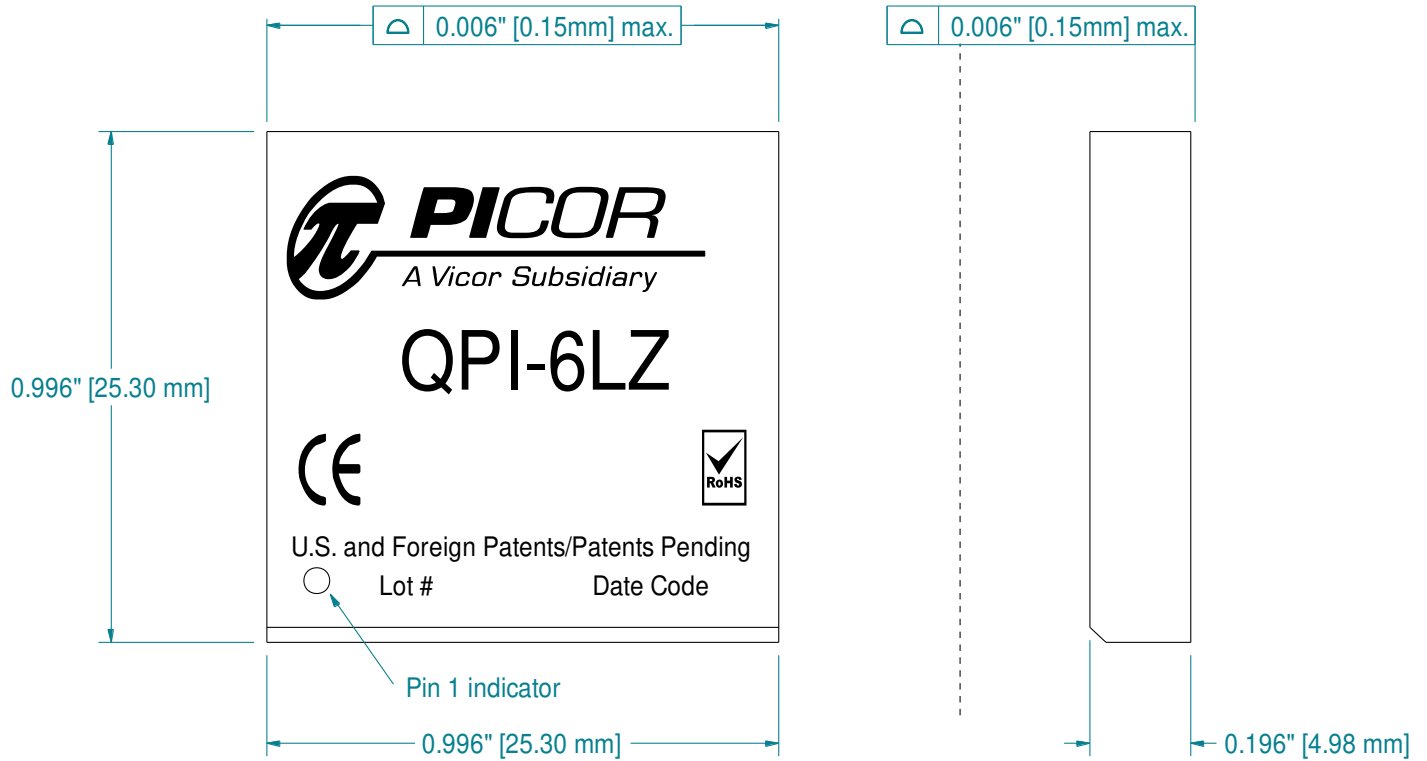 0.006" [0.15mm] max.
0.006" [0.15mm] max.
π PICOR
A Vicor Subsidiary
QPI-6LZ
0.996" [25.30 mm]
CE
RoHS
U.S. and Foreign Patents/Patents Pending
Lot # Date Code
Pin 1 indicator
0.996" [25.30 mm]
0.196" [4.98 mm]